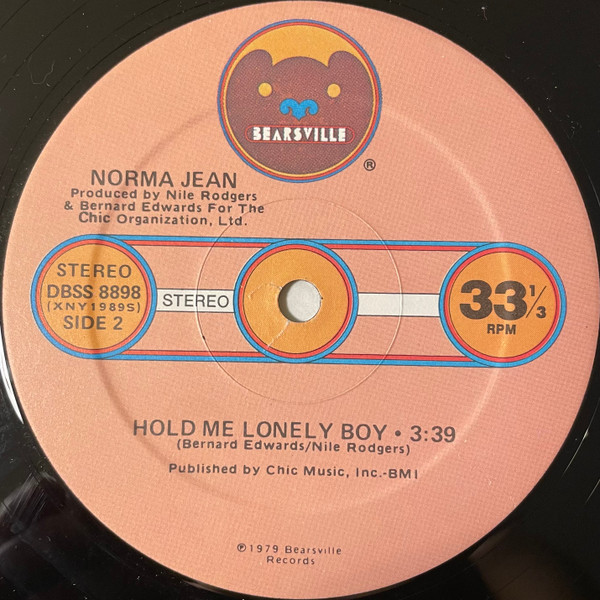 BEARSVILLE
®
NORMA JEAN
Produced by Nile Rodgers
& Bernard Edwards For The
Chic Organization, Ltd.
STEREO
DBSS 8898
(XNY1989S)
SIDE 2
STEREO
33 1/3
RPM
HOLD ME LONELY BOY • 3:39
(Bernard Edwards/Nile Rodgers)
Published by Chic Music, Inc.-BMI
℗1979 Bearsville
Records